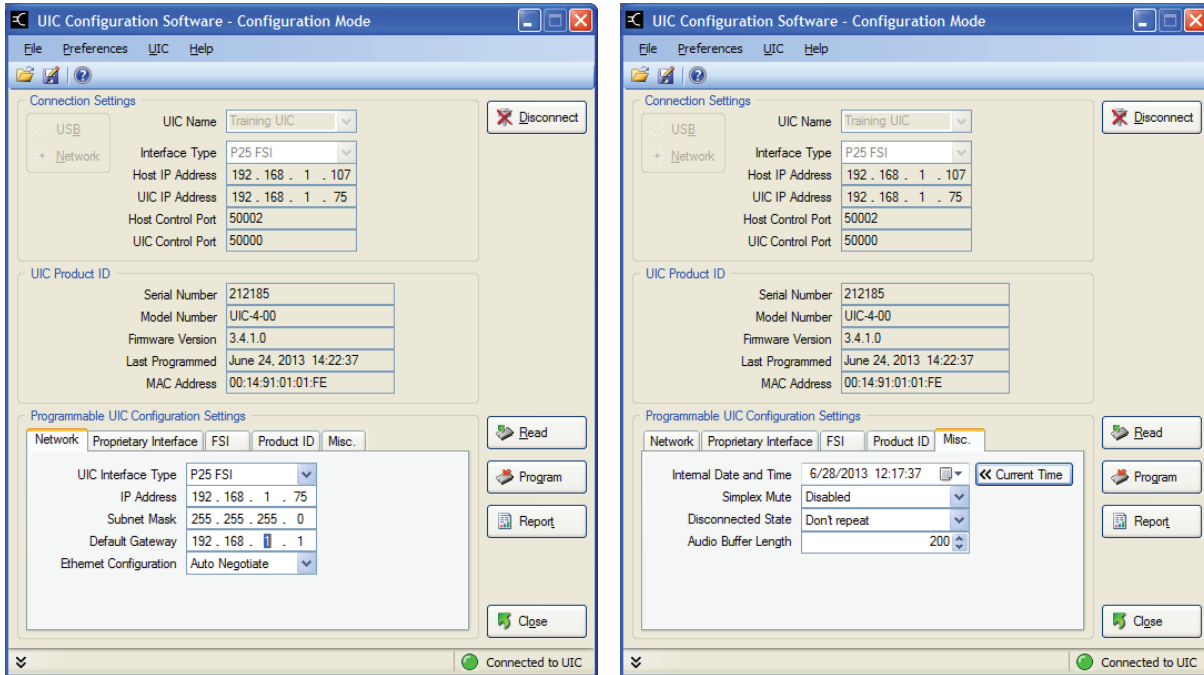 UIC Configuration Software - Configuration Mode
File Preferences UIC Help
Connection Settings
USB
Network
UIC Name Training UIC
Interface Type P25 FSI
Host IP Address 192 . 168 . 1 . 107
UIC IP Address 192 . 168 . 1 . 75
Host Control Port 50002
UIC Control Port 50000
Disconnect
UIC Product ID
Serial Number 212185
Model Number UIC-4-00
Firmware Version 3.4.1.0
Last Programmed June 24, 2013 14:22:37
MAC Address 00:14:91:01:01:FE
Programmable UIC Configuration Settings
Network Proprietary Interface FSI Product ID Misc.
UIC Interface Type P25 FSI
IP Address 192 . 168 . 1 . 75
Subnet Mask 255 . 255 . 255 . 0
Default Gateway 192 . 168 . 1 . 1
Ethernet Configuration Auto Negotiate
Read
Program
Report
Close
Connected to UIC
UIC Configuration Software - Configuration Mode
File Preferences UIC Help
Connection Settings
USB
Network
UIC Name Training UIC
Interface Type P25 FSI
Host IP Address 192 . 168 . 1 . 107
UIC IP Address 192 . 168 . 1 . 75
Host Control Port 50002
UIC Control Port 50000
Disconnect
UIC Product ID
Serial Number 212185
Model Number UIC-4-00
Firmware Version 3.4.1.0
Last Programmed June 24, 2013 14:22:37
MAC Address 00:14:91:01:01:FE
Programmable UIC Configuration Settings
Network Proprietary Interface FSI Product ID Misc.
Internal Date and Time 6/28/2013 12:17:37 << Current Time
Simplex Mute Disabled
Disconnected State Don't repeat
Audio Buffer Length 200
Read
Program
Report
Close
Connected to UIC